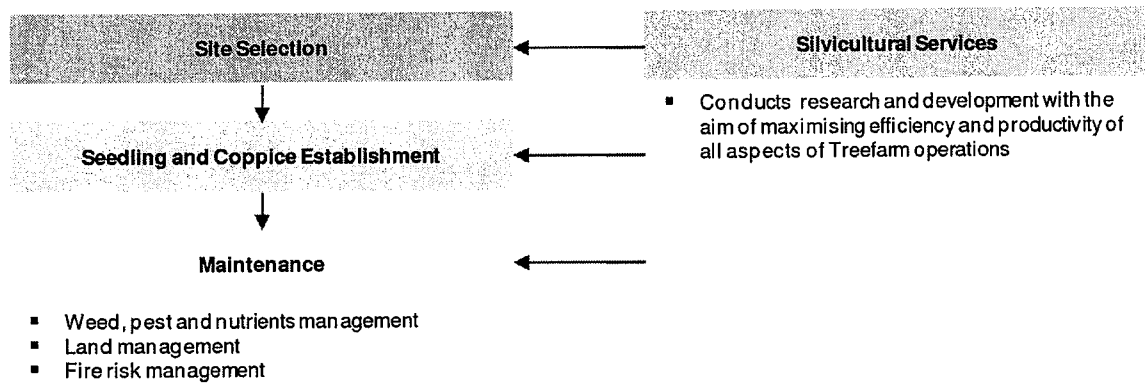 Site Selection
Silvicultural Services
▪ Conducts research and development with the
aim of maximising efficiency and productivity of
all aspects of Treefarm operations
Seedling and Coppice Establishment
Maintenance
▪ Weed, pest and nutrients management
▪ Land management
▪ Fire risk management